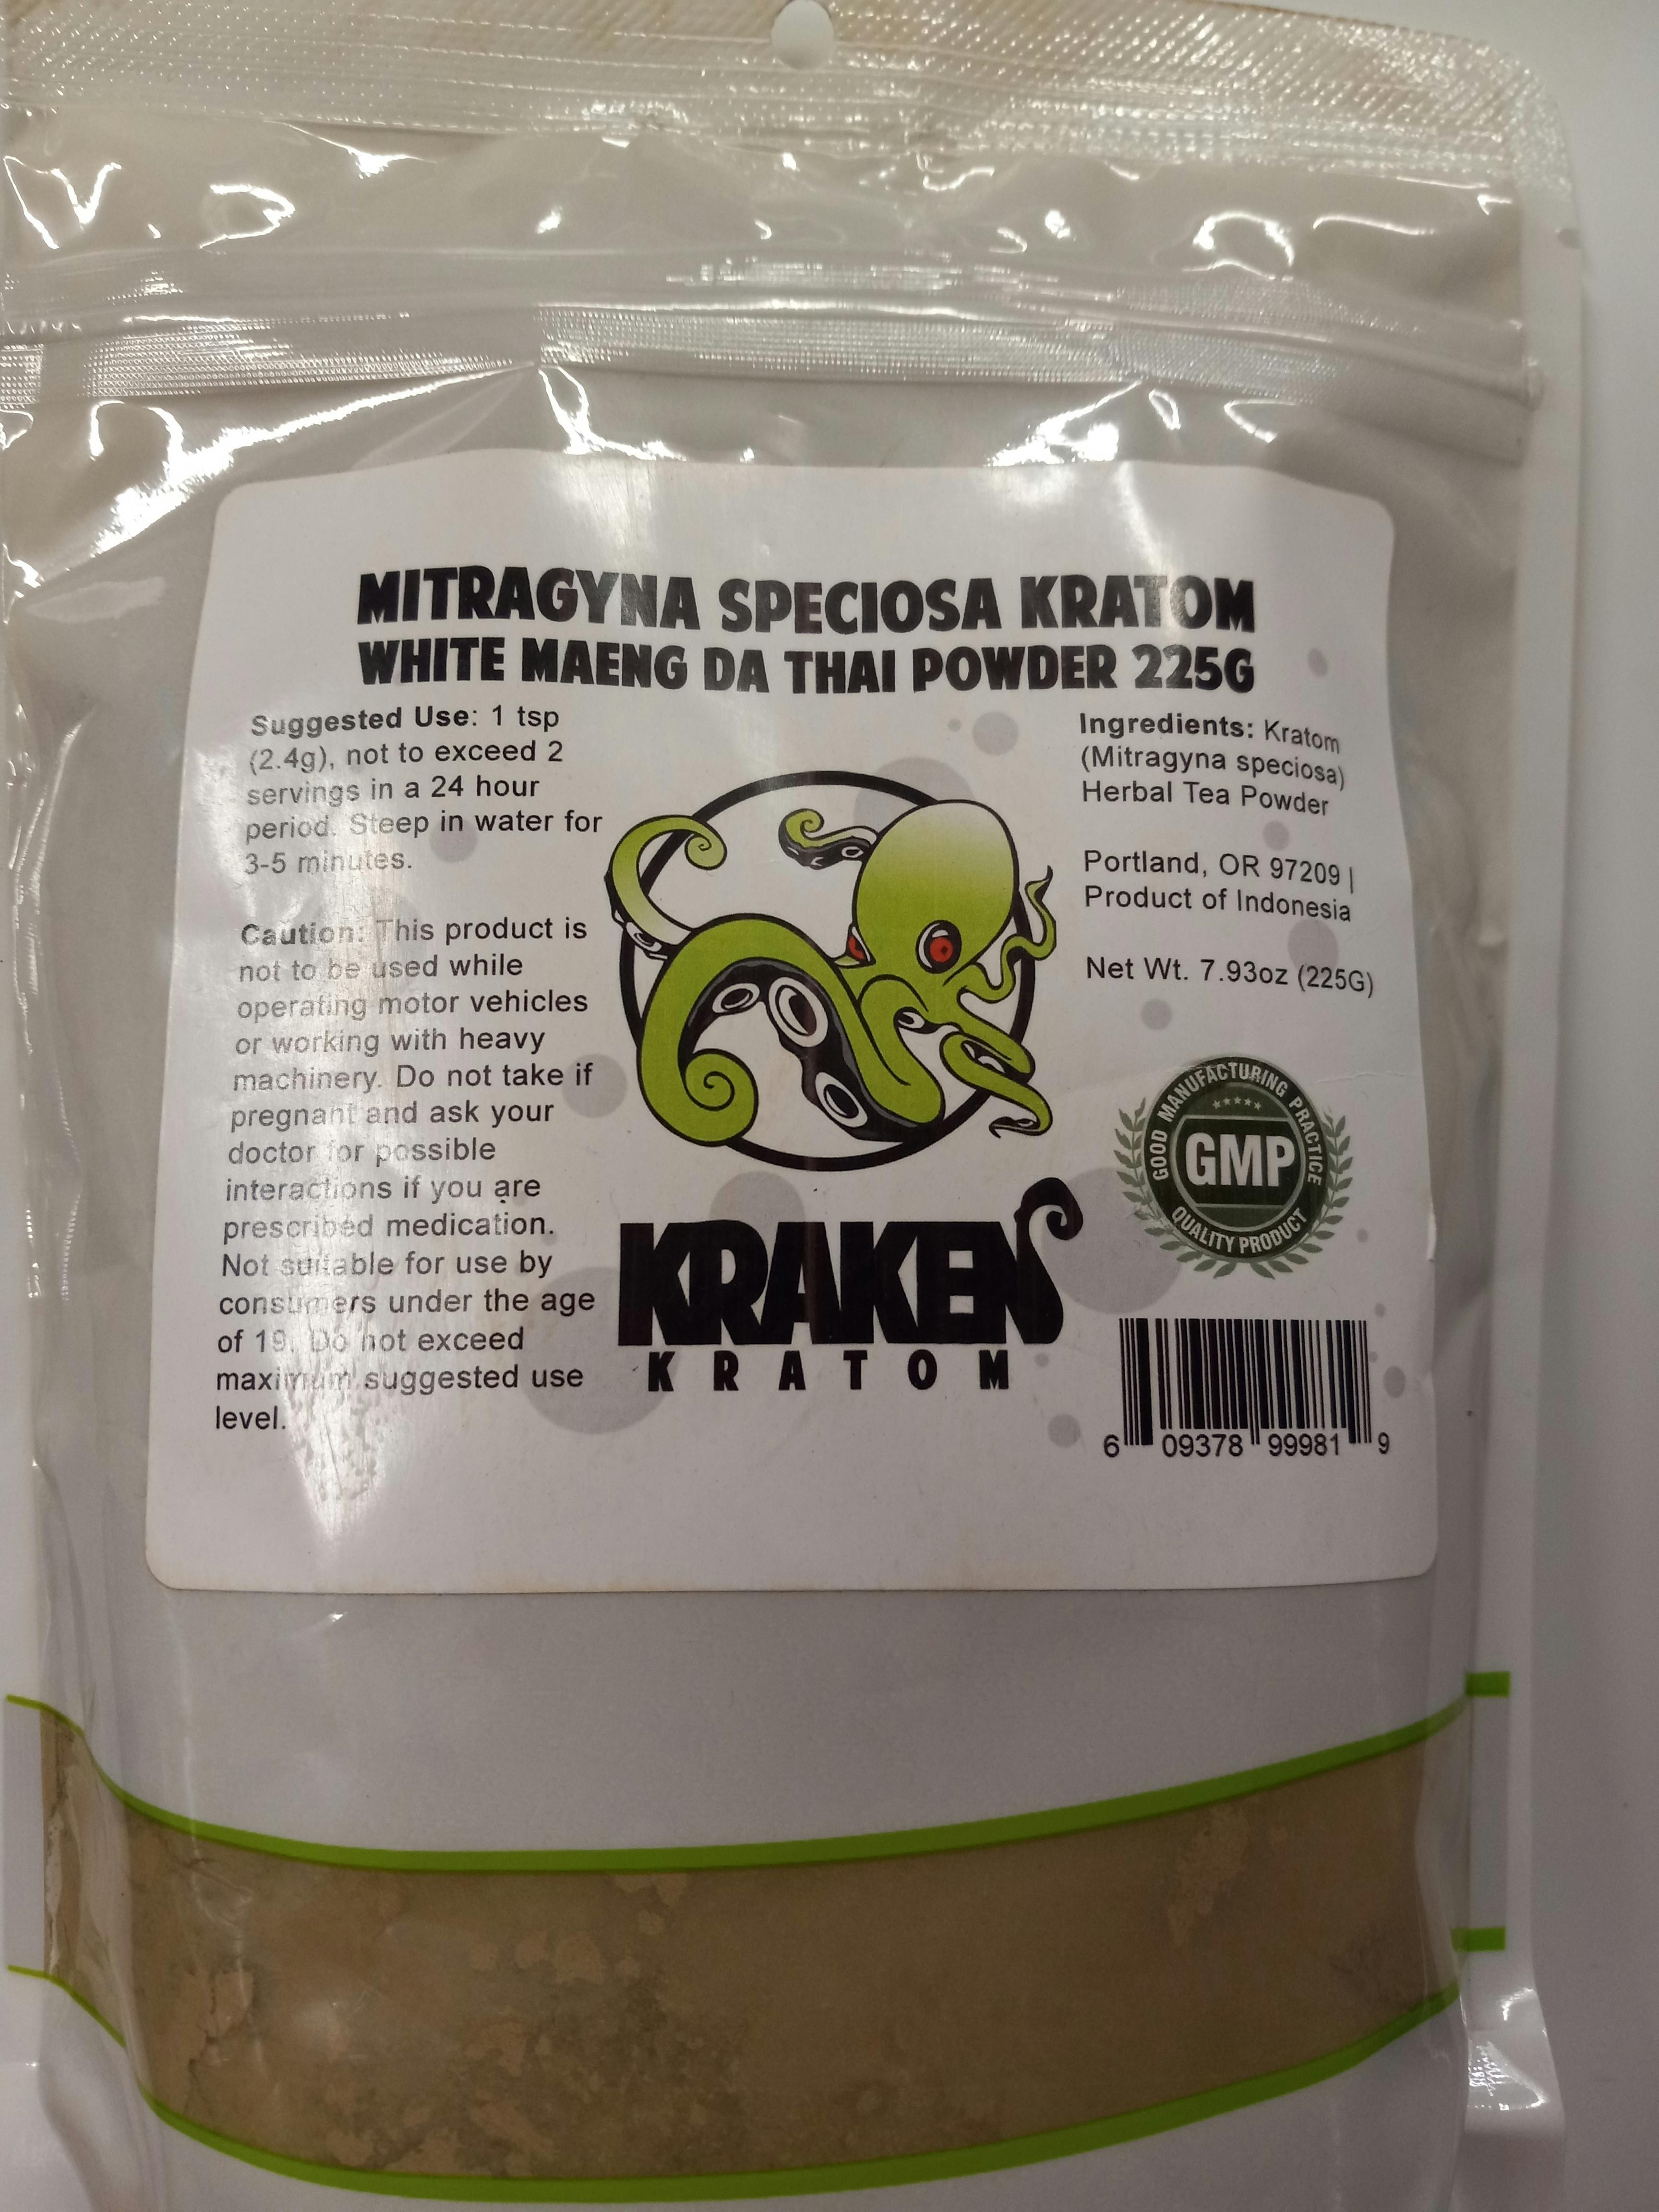 MITRAGYNA SPECIOSA KRATOM
WHITE MAENG DA THAI POWDER 225G
Suggested Use: 1 tsp
(2.4g), not to exceed 2
servings in a 24 hour
period. Steep in water for
3-5 minutes.
Caution: This product is
not to be used while
operating motor vehicles
or working with heavy
machinery. Do not take if
pregnant and ask your
doctor for possible
interactions if you are
prescribed medication.
Not suitable for use by
consumers under the age
of 19. Do not exceed
maximum suggested use
level.
KRAKEN
KRATOM
Ingredients: Kratom
(Mitragyna speciosa)
Herbal Tea Powder
Portland, OR 97209 |
Product of Indonesia
Net Wt. 7.93oz (225G)
GOOD MANUFACTURING PRACTICE
GMP
QUALITY PRODUCT
6 09378 99981 9